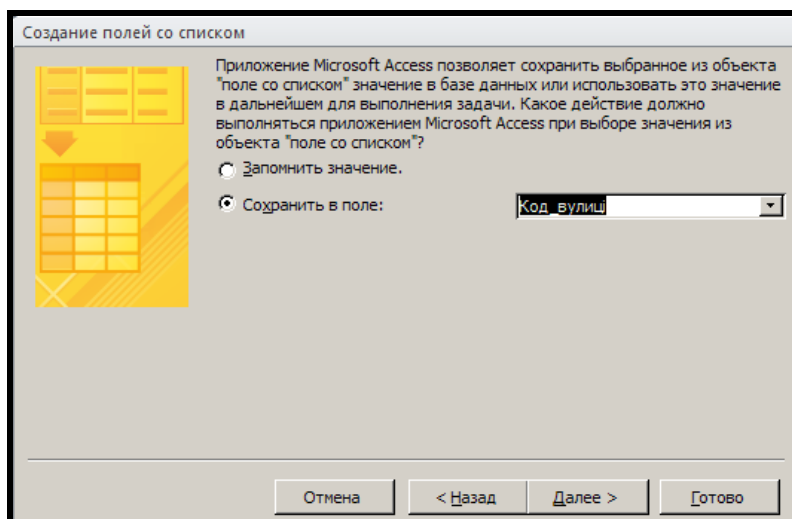 Создание полей со списком
Приложение Microsoft Access позволяет сохранить выбранное из объекта
"поле со списком" значение в базе данных или использовать это значение
в дальнейшем для выполнения задачи. Какое действие должно
выполняться приложением Microsoft Access при выборе значения из
объекта "поле со списком"?
Запомнить значение.
Сохранить в поле: Код_вулиці
Отмена < Назад Далее > Готово